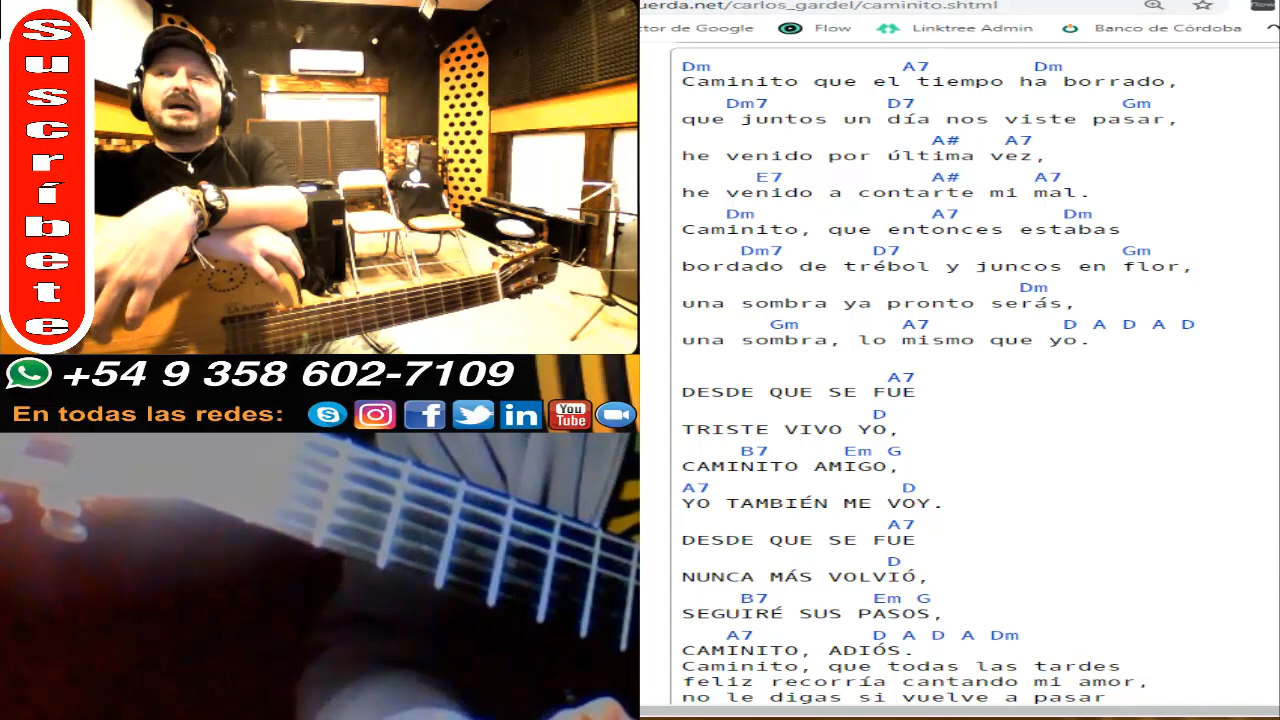 Suscríbete
+54 9 358 602-7109
En todas las redes:
You
Tube
uerda.net/carlos_gardel/caminito.shtml
ctor de Google Flow Linktree Admin Banco de Córdoba
Dm A7 Dm
Caminito que el tiempo ha borrado,
Dm7 D7 Gm
que juntos un día nos viste pasar,
A# A7
he venido por última vez,
E7 A# A7
he venido a contarte mi mal.
Dm A7 Dm
Caminito, que entonces estabas
Dm7 D7 Gm
bordado de trébol y juncos en flor,
Dm
una sombra ya pronto serás,
Gm A7 D A D A D
una sombra, lo mismo que yo.
A7
DESDE QUE SE FUE
D
TRISTE VIVO YO,
B7 Em G
CAMINITO AMIGO,
A7 D
YO TAMBIÉN ME VOY.
A7
DESDE QUE SE FUE
D
NUNCA MÁS VOLVIÓ,
B7 Em G
SEGUIRÉ SUS PASOS,
A7 D A D A Dm
CAMINITO, ADIÓS.
Caminito, que todas las tardes
feliz recorría cantando mi amor,
no le digas si vuelve a pasar